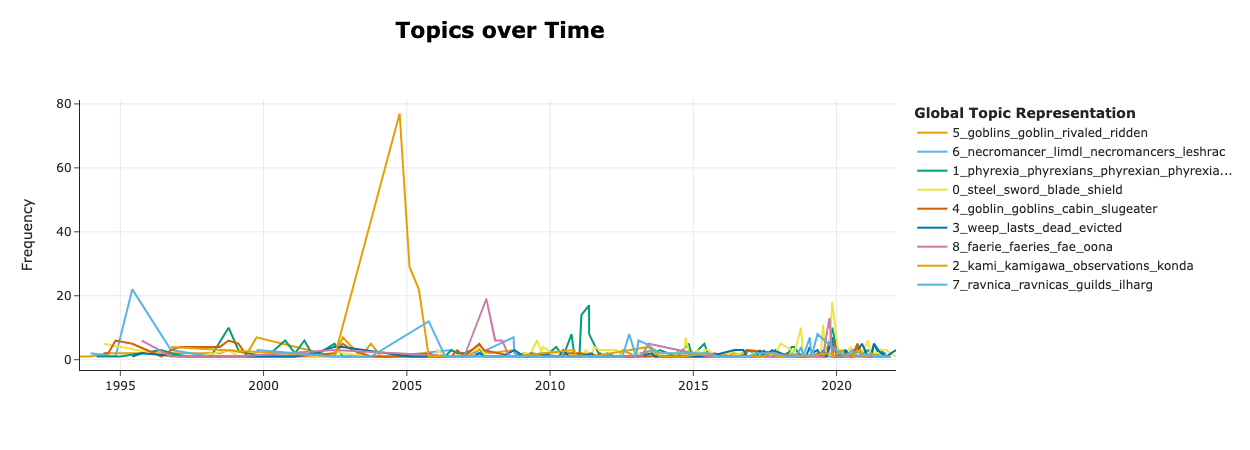 Topics over Time
Global Topic Representation
5_goblins_goblin_rivaled_ridden
6_necromancer_limdl_necromancers_leshrac
1_phyrexia_phyrexians_phyrexian_phyrexia...
0_steel_sword_blade_shield
4_goblin_goblins_cabin_slugeater
3_weep_lasts_dead_evicted
8_faerie_faeries_fae_oona
2_kami_kamigawa_observations_konda
7_ravnica_ravnicas_guilds_ilharg
Frequency
80
60
40
20
0
1995 2000 2005 2010 2015 2020